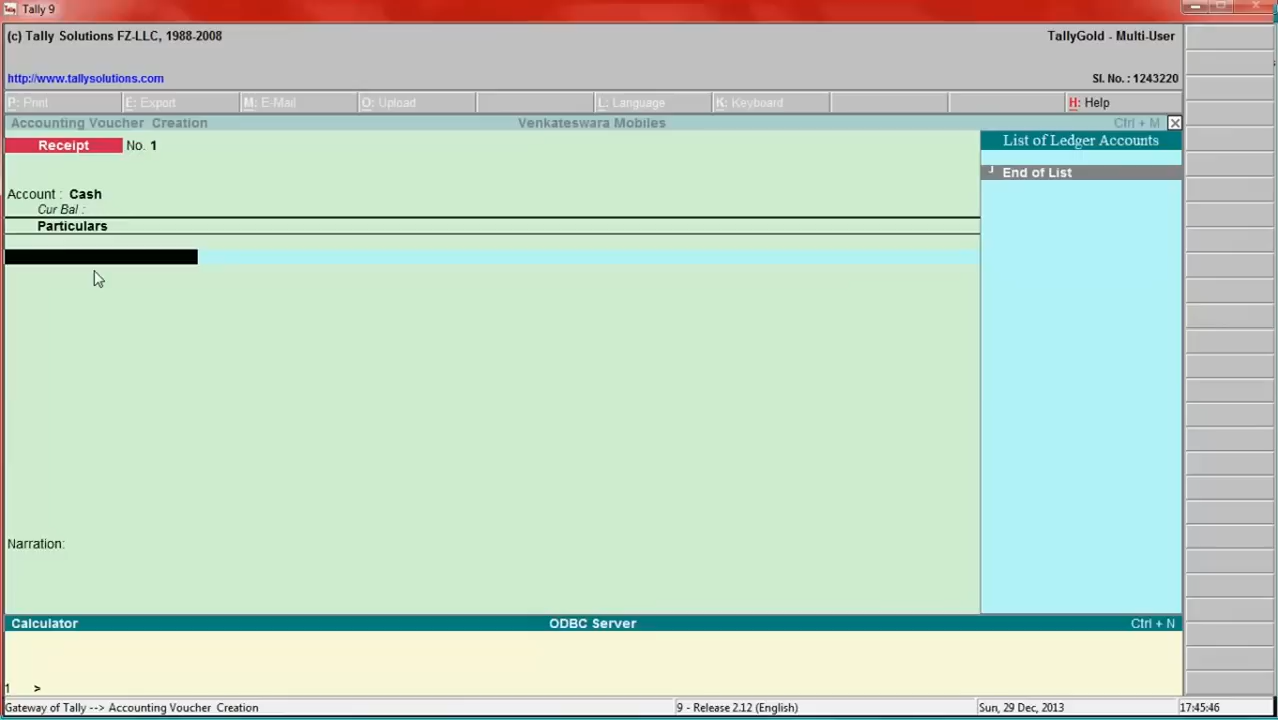 Tally 9
(c) Tally Solutions FZ-LLC, 1988-2008
TallyGold - Multi-User
http://www.tallysolutions.com
Sl. No. : 1243220
P: Print E: Export M: E-Mail O: Upload L: Language K: Keyboard H: Help
Accounting Voucher Creation Venkateswara Mobiles Ctrl + M
Receipt No. 1
List of Ledger Accounts
End of List
Account : Cash
Cur Bal :
Particulars
Narration:
Calculator ODBC Server Ctrl + N
1 >
Gateway of Tally --> Accounting Voucher Creation 9 - Release 2.12 (English) Sun, 29 Dec, 2013 17:45:46